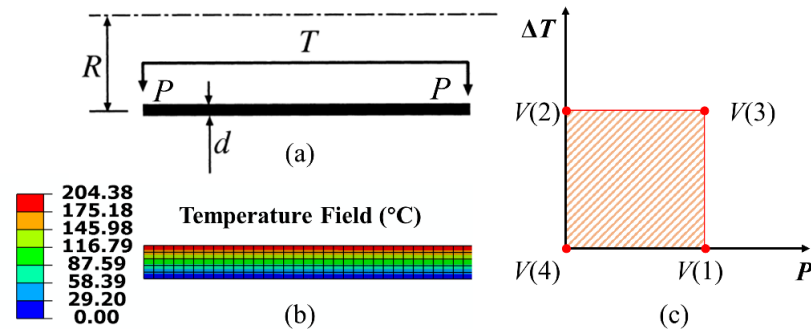 R
T
P
P
d
(a)
204.38
175.18
145.98
116.79
87.59
58.39
29.20
0.00
Temperature Field (°C)
(b)
ΔT
V(2)
V(3)
V(4)
V(1)
P
(c)